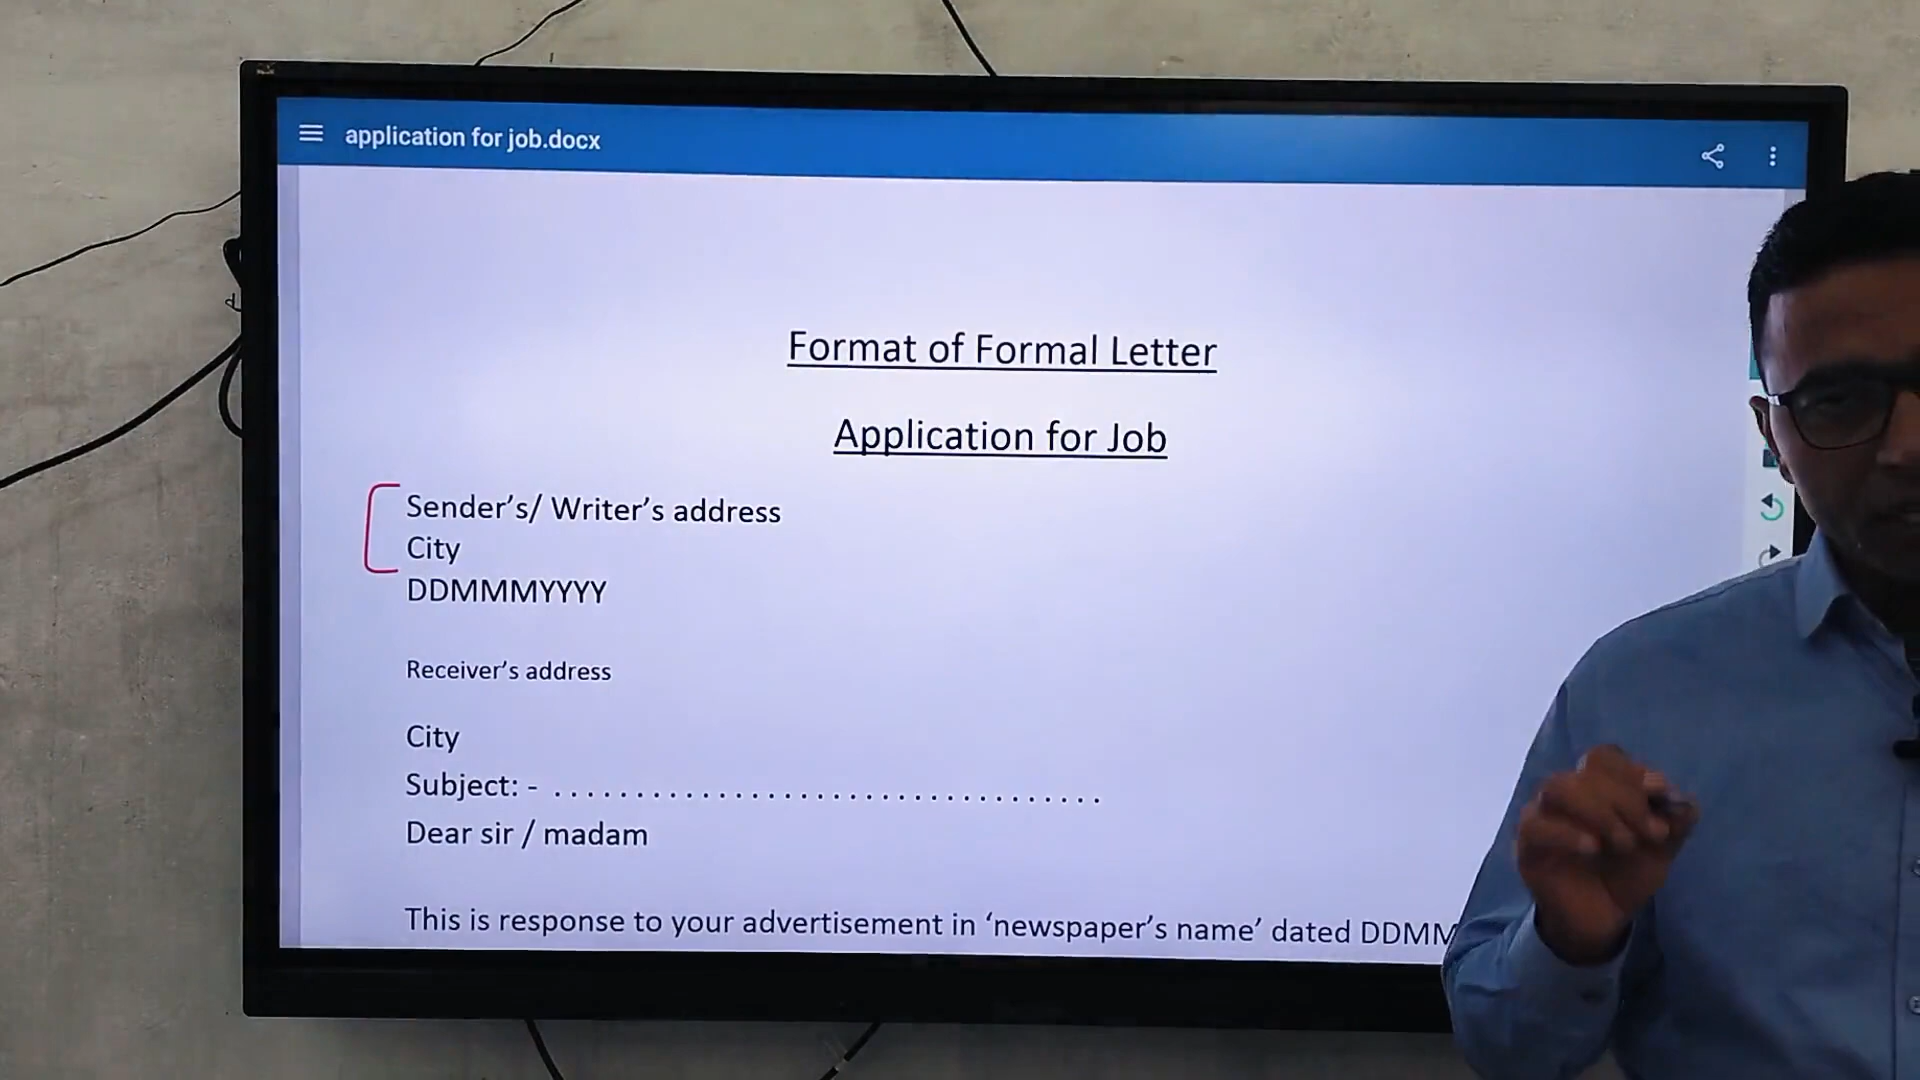 application for job.docx
Format of Formal Letter
Application for Job
Sender's/ Writer's address
City
DDMMMYYYY
Receiver's address
City
Subject: - . . . . . . . . . . . . . . . . . . . . . . . . . . . . . . . . .
Dear sir / madam
This is response to your advertisement in ‘newspaper’s name’ dated DDMM